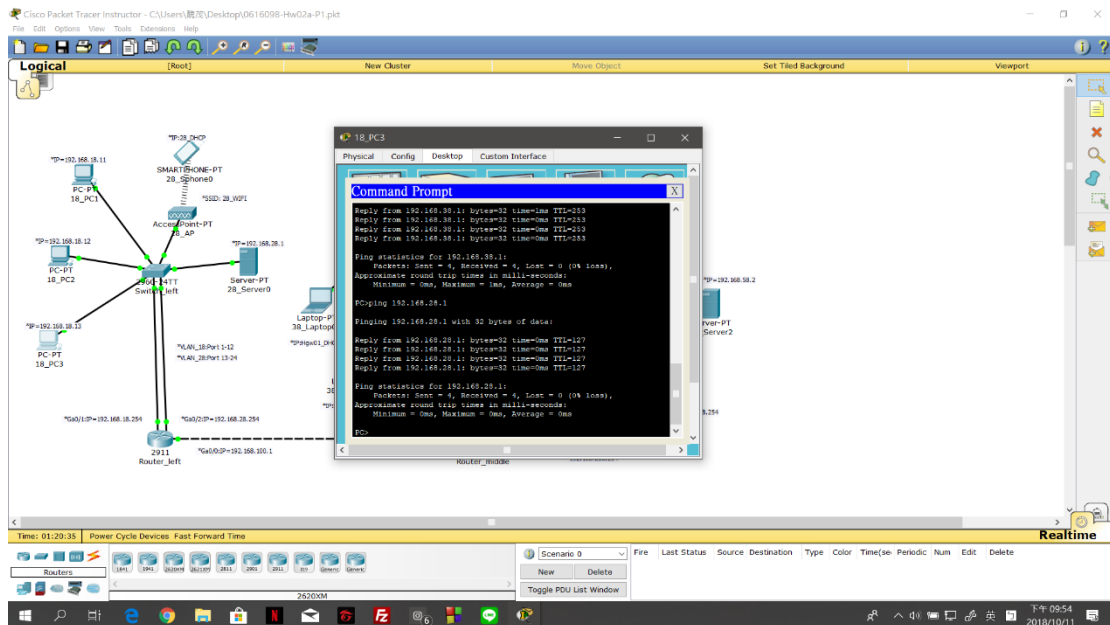 Cisco Packet Tracer Instructor - C:\Users\晨茂\Desktop\0616098-Hw02a-P1.pkt
File Edit Options View Tools Extensions Help
Logical [Root] New Cluster Move Object Set Tiled Background Viewport
*IP:28_DHCP
SMARTPHONE-PT
28_Sphone0
*IP=192.168.18.11
PC-PT
18_PC1
*SSID: 28_WIFI
AccessPoint-PT
28_AP
*IP=192.168.18.12
PC-PT
18_PC2
*IP=192.168.28.1
Server-PT
28_Server0
2960-24TT
Switch_left
*IP=192.168.18.13
PC-PT
18_PC3
*VLAN_18:Port 1-12
*VLAN_28:Port 13-24
Laptop-P
38_Laptop
*Ga0/1:IP=192.168.18.254
*Ga0/2:IP=192.168.28.254
2911
Router_left
*Ga0/0:IP=192.168.100.1
Router_middle
*IP=192.168.58.2
rver-PT
Server2
8.254
18_PC3
Physical Config Desktop Custom Interface
Command Prompt X
Reply from 192.168.38.1: bytes=32 time=1ms TTL=253
Reply from 192.168.38.1: bytes=32 time=0ms TTL=253
Reply from 192.168.38.1: bytes=32 time=0ms TTL=253
Reply from 192.168.38.1: bytes=32 time=0ms TTL=253
Ping statistics for 192.168.38.1:
Packets: Sent = 4, Received = 4, Lost = 0 (0% loss),
Approximate round trip times in milli-seconds:
Minimum = 0ms, Maximum = 1ms, Average = 0ms
PC>ping 192.168.28.1
Pinging 192.168.28.1 with 32 bytes of data:
Reply from 192.168.28.1: bytes=32 time=0ms TTL=127
Reply from 192.168.28.1: bytes=32 time=0ms TTL=127
Reply from 192.168.28.1: bytes=32 time=0ms TTL=127
Reply from 192.168.28.1: bytes=32 time=0ms TTL=127
Ping statistics for 192.168.28.1:
Packets: Sent = 4, Received = 4, Lost = 0 (0% loss),
Approximate round trip times in milli-seconds:
Minimum = 0ms, Maximum = 0ms, Average = 0ms
PC>
Time: 01:20:35 Power Cycle Devices Fast Forward Time Realtime
Routers
1841 1941 2620XM 2621XM 2811 2901 2911 819 Generic Generic
2620XM
Scenario 0
New Delete
Toggle PDU List Window
Fire Last Status Source Destination Type Color Time(se Periodic Num Edit Delete
英
下午 09:54
2018/10/11